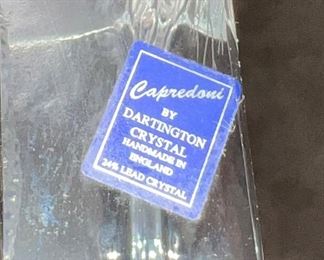 Capredoni
BY
DARTINGTON
CRYSTAL
HANDMADE IN
ENGLAND
24% LEAD CRYSTAL